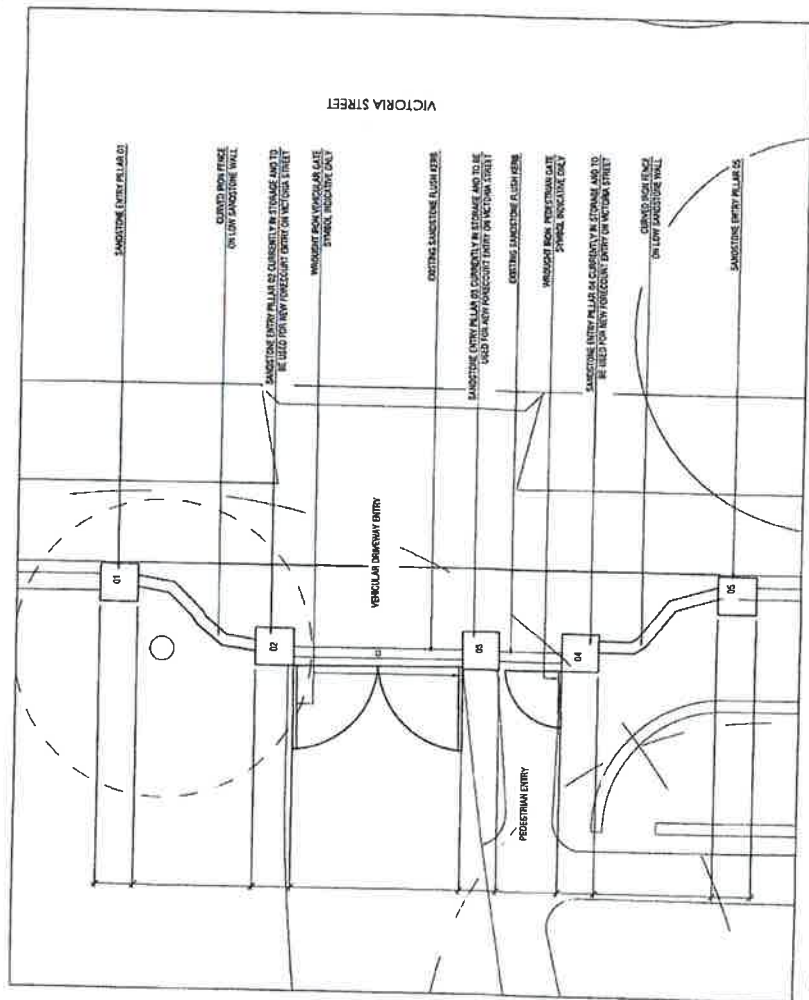 VICTORIA STREET
SANDSTONE ENTRY PILLAR 01
CURVED IRON FENCE
ON LOW SANDSTONE WALL
SANDSTONE ENTRY PILLAR 02 CURRENTLY IN STORAGE AND TO
BE USED FOR NEW FORECOURT ENTRY ON VICTORIA STREET
WROUGHT IRON VEHICULAR GATE
SYMBOL INDICATIVE ONLY
EXISTING SANDSTONE FLUSH KERB
SANDSTONE ENTRY PILLAR 03 CURRENTLY IN STORAGE AND TO BE
USED FOR NEW FORECOURT ENTRY ON VICTORIA STREET
EXISTING SANDSTONE FLUSH KERB
WROUGHT IRON PEDESTRIAN GATE
SYMBOL INDICATIVE ONLY
SANDSTONE ENTRY PILLAR 04 CURRENTLY IN STORAGE AND TO
BE USED FOR NEW FORECOURT ENTRY ON VICTORIA STREET
CURVED IRON FENCE
ON LOW SANDSTONE WALL
SANDSTONE ENTRY PILLAR 05
VEHICULAR DRIVEWAY ENTRY
01
02
03
04
05
PEDESTRIAN ENTRY